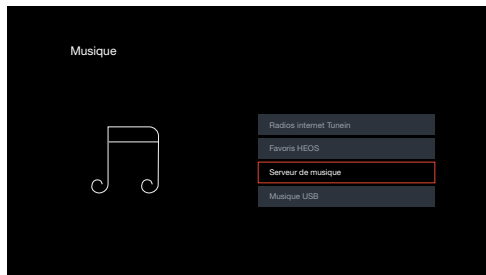 Musique
Radios internet Tunein
Favoris HEOS
Serveur de musique
Musique USB